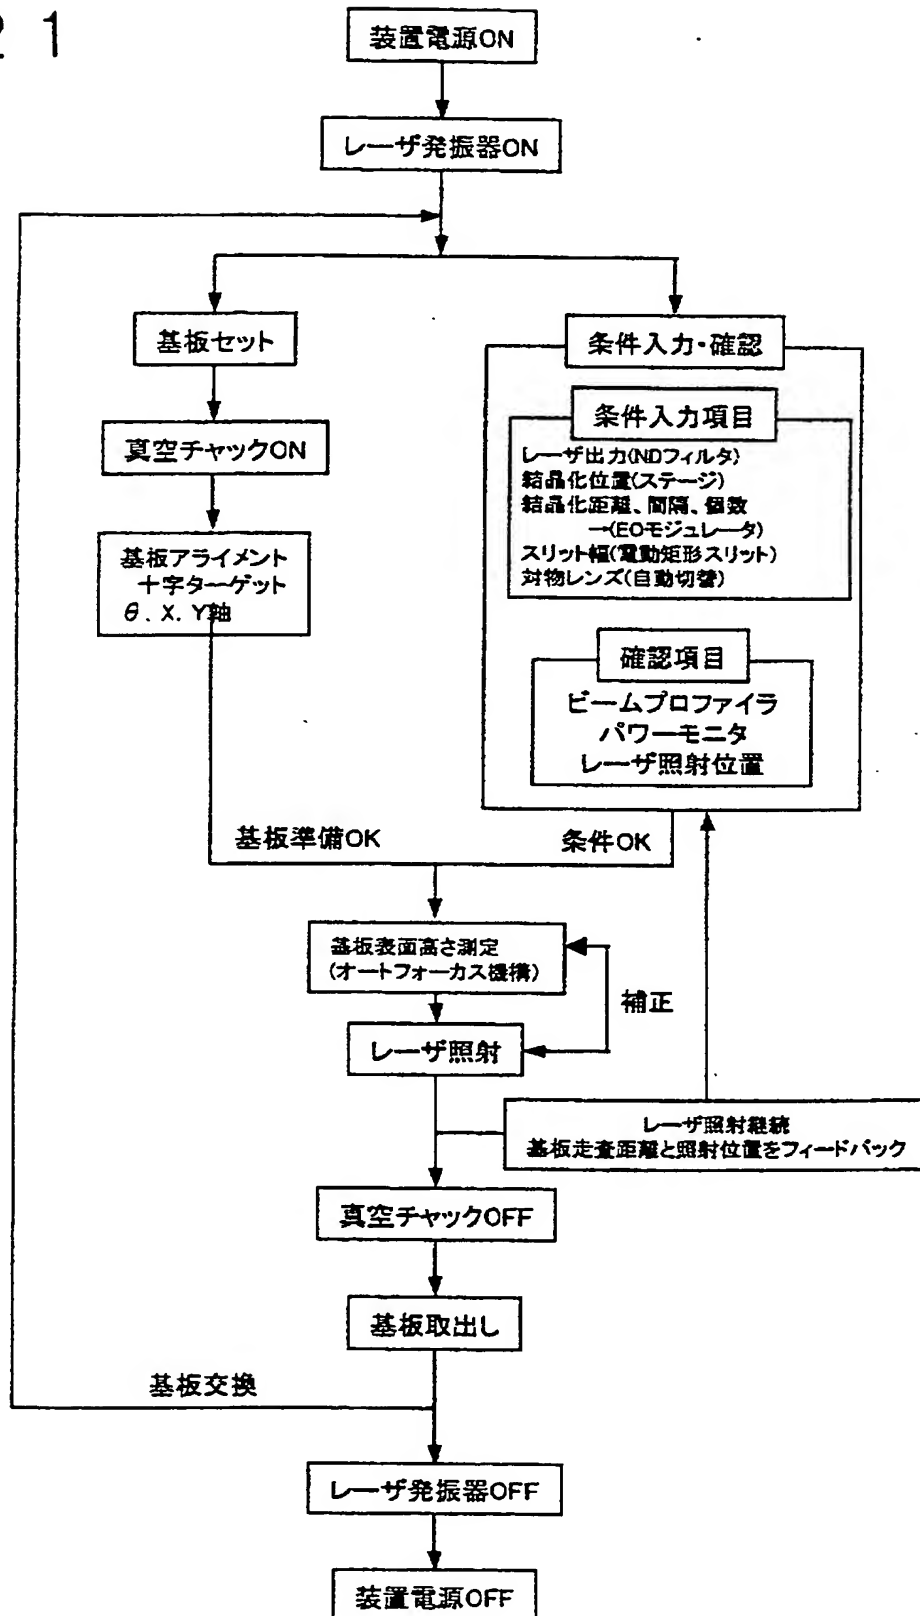 21
装置電源ON
レーザ発振器ON
基板セット
真空チャックON
基板アライメント
十字ターゲット
θ. X. Y軸
条件入力・確認
条件入力項目
レーザ出力(NDフィルタ)
結晶化位置(ステージ)
結晶化距離、間隔、個数
→(EOモジュレータ)
スリット幅(電動矩形スリット)
対物レンズ(自動切替)
確認項目
ビームプロファイラ
パワーモニタ
レーザ照射位置
基板準備OK
条件OK
基板表面高さ測定
(オートフォーカス機構)
補正
レーザ照射
レーザ照射継続
基板走査距離と照射位置をフィードバック
真空チャックOFF
基板取出し
基板交換
レーザ発振器OFF
装置電源OFF